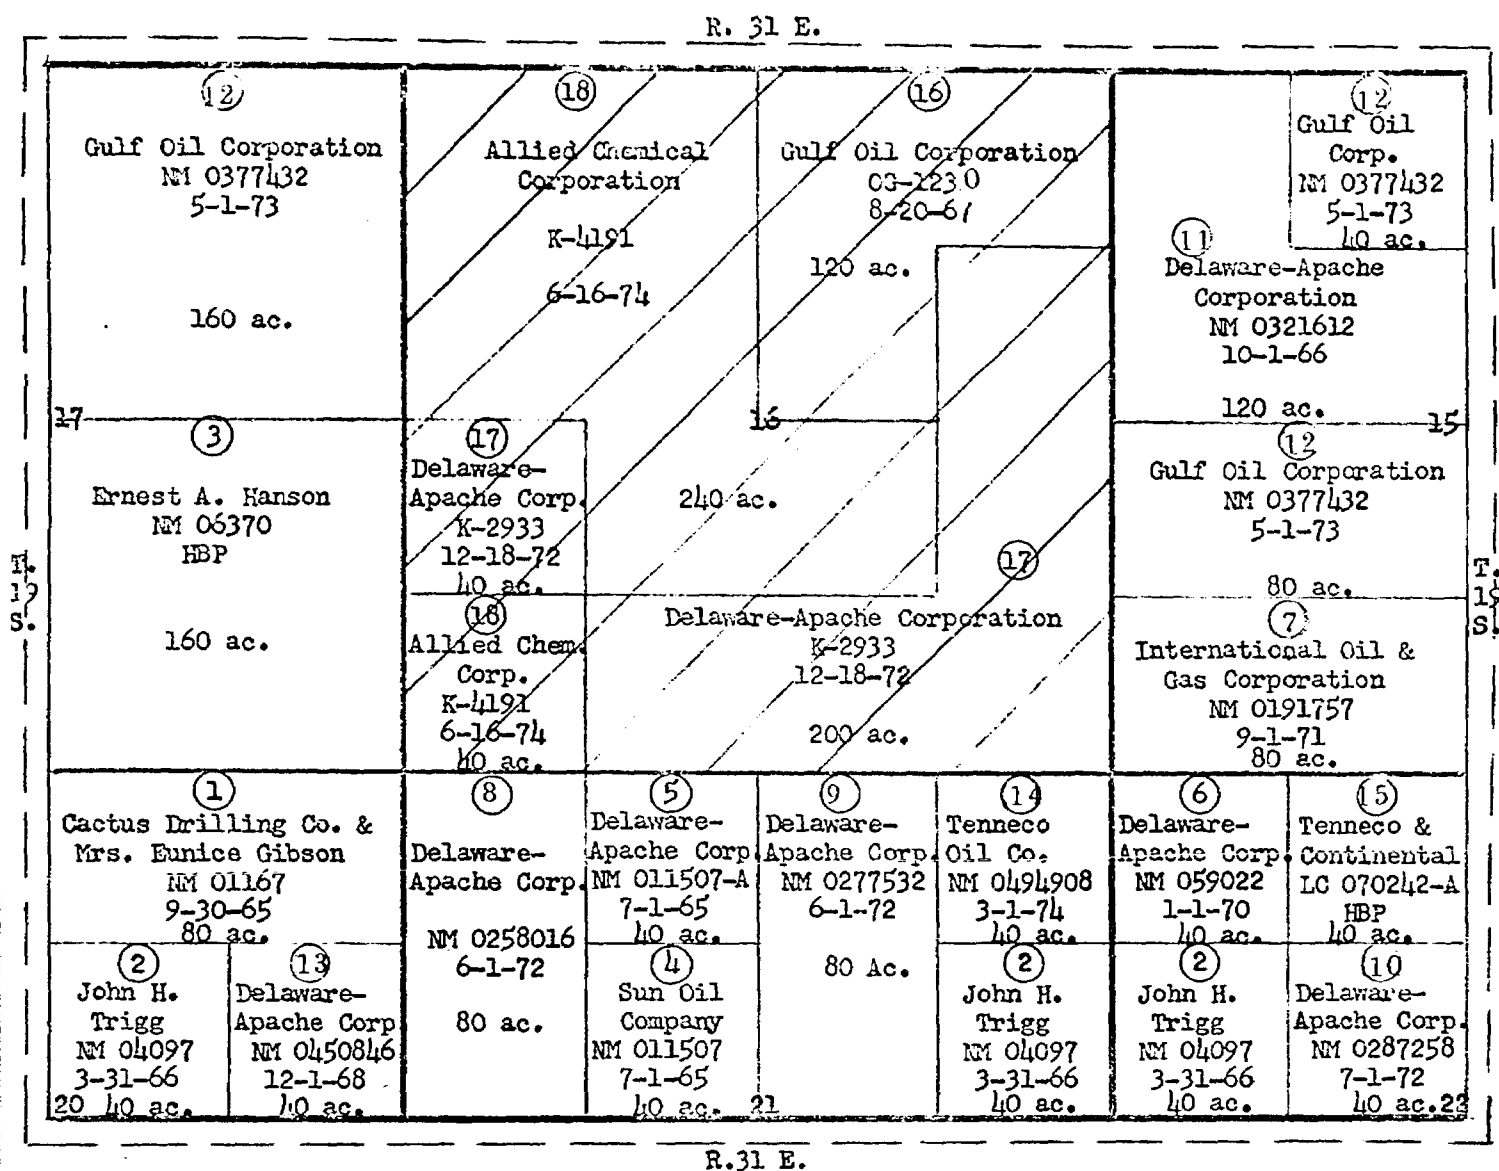 R. 31 E.
12
Gulf Oil Corporation
NM 0377432
5-1-73
160 ac.
18
Allied Chemical
Corporation
K-4191
6-16-74
240 ac.
16
Gulf Oil Corporation
OG-1230
8-20-67
120 ac.
12
Gulf Oil
Corp.
NM 0377432
5-1-73
40 ac.
11
Delaware-Apache
Corporation
NM 0321612
10-1-66
120 ac.
17
16
15
T.
19
S.
T.
19
S.
3
Ernest A. Hanson
NM 06370
HBP
160 ac.
17
Delaware-
Apache Corp.
K-2933
12-18-72
40 ac.
18
Allied Chem.
Corp.
K-4191
6-16-74
40 ac.
17
Delaware-Apache Corporation
K-2933
12-18-72
200 ac.
12
Gulf Oil Corporation
NM 0377432
5-1-73
80 ac.
7
International Oil &
Gas Corporation
NM 0191757
9-1-71
80 ac.
1
Cactus Drilling Co. &
Mrs. Eunice Gibson
NM 01167
9-30-65
80 ac.
8
Delaware-
Apache Corp.
NM 0258016
6-1-72
80 ac.
5
Delaware-
Apache Corp.
NM 011507-A
7-1-65
40 ac.
9
Delaware-
Apache Corp.
NM 0277532
6-1-72
80 Ac.
14
Tenneco
Oil Co.
NM 0494908
3-1-74
40 ac.
6
Delaware-
Apache Corp.
NM 059022
1-1-70
40 ac.
15
Tenneco &
Continental
LC 070242-A
HBP
40 ac.
2
John H.
Trigg
NM 04097
3-31-66
20 40 ac.
13
Delaware-
Apache Corp
NM 0450846
12-1-68
40 ac.
4
Sun Oil
Company
NM 011507
7-1-65
40 ac.
21
2
John H.
Trigg
NM 04097
3-31-66
40 ac.
2
John H.
Trigg
NM 04097
3-31-66
40 ac.
10
Delaware-
Apache Corp.
NM 0287258
7-1-72
40 ac.
R.31 E.